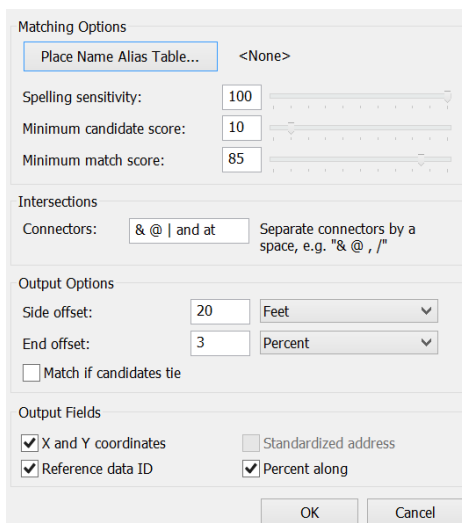 Matching Options
Place Name Alias Table... <None>
Spelling sensitivity: 100
Minimum candidate score: 10
Minimum match score: 85
Intersections
Connectors: & @ | and at Separate connectors by a
space, e.g. "& @ , /"
Output Options
Side offset: 20 Feet
End offset: 3 Percent
Match if candidates tie
Output Fields
X and Y coordinates Standardized address
Reference data ID Percent along
OK Cancel